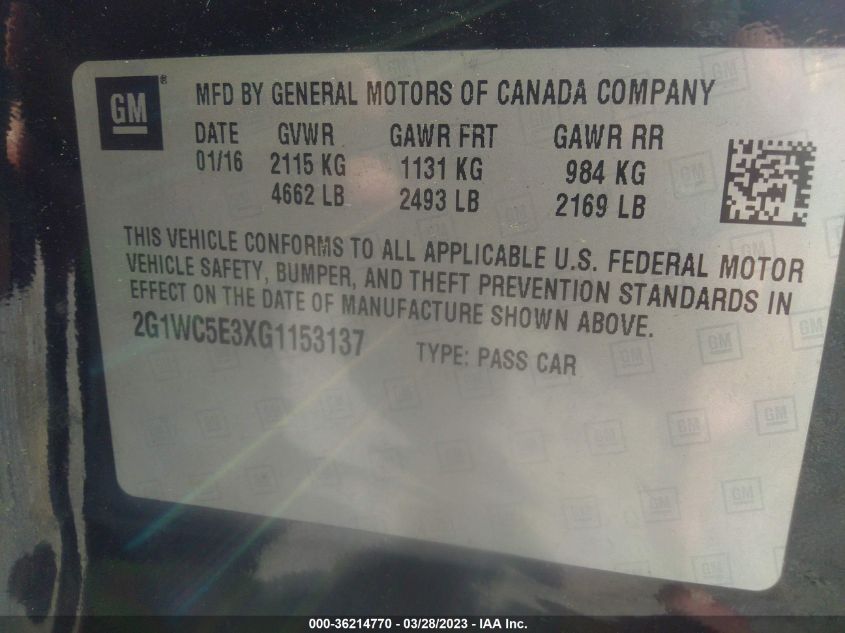 GM ®
MFD BY GENERAL MOTORS OF CANADA COMPANY
DATE GVWR GAWR FRT GAWR RR
01/16 2115 KG 1131 KG 984 KG
4662 LB 2493 LB 2169 LB
THIS VEHICLE CONFORMS TO ALL APPLICABLE U.S. FEDERAL MOTOR
VEHICLE SAFETY, BUMPER, AND THEFT PREVENTION STANDARDS IN
EFFECT ON THE DATE OF MANUFACTURE SHOWN ABOVE.
2G1WC5E3XG1153137 TYPE: PASS CAR
000-36214770 — 03/28/2023 — IAA Inc.